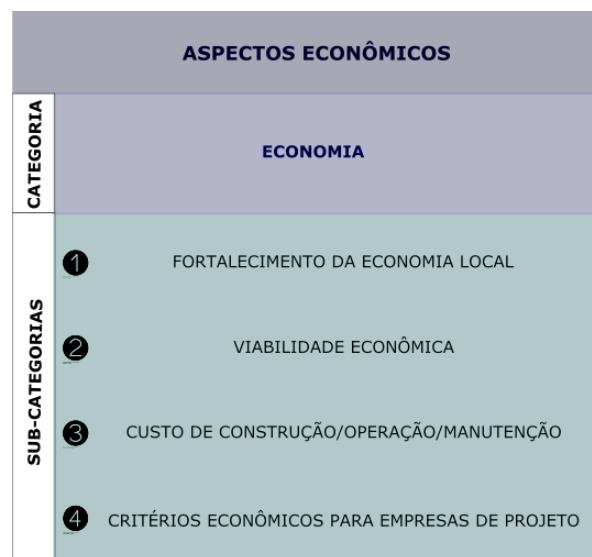 ASPECTOS ECONÔMICOS
CATEGORIA
ECONOMIA
SUB-CATEGORIAS
1 FORTALECIMENTO DA ECONOMIA LOCAL
2 VIABILIDADE ECONÔMICA
3 CUSTO DE CONSTRUÇÃO/OPERAÇÃO/MANUTENÇÃO
4 CRITÉRIOS ECONÔMICOS PARA EMPRESAS DE PROJETO